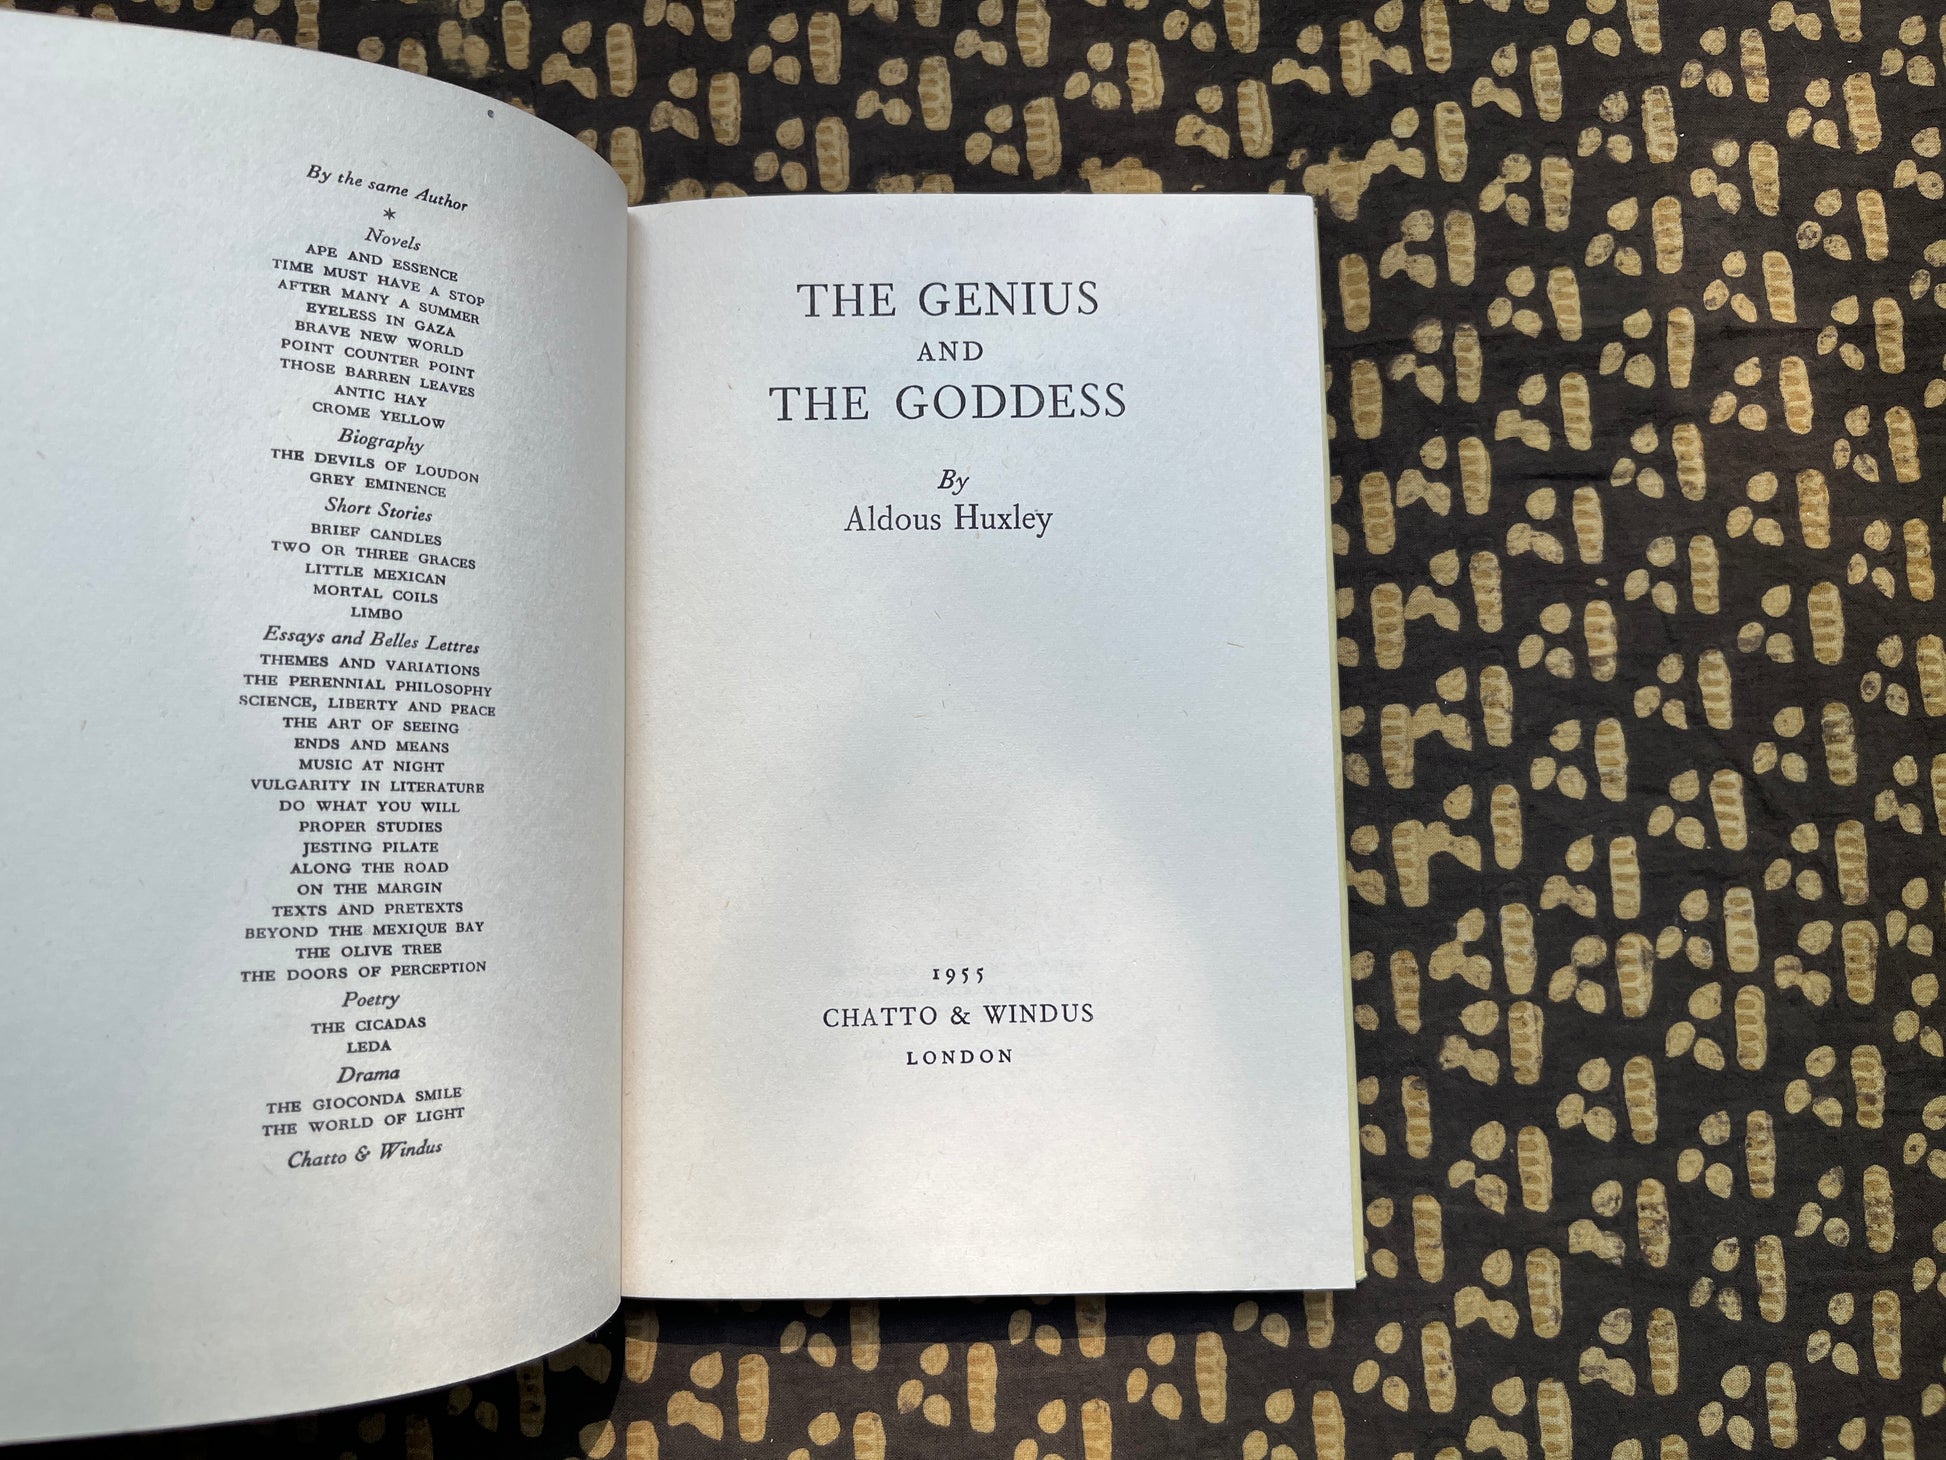 By the same Author
*
Novels
APE AND ESSENCE
TIME MUST HAVE A STOP
AFTER MANY A SUMMER
EYELESS IN GAZA
BRAVE NEW WORLD
POINT COUNTER POINT
THOSE BARREN LEAVES
ANTIC HAY
CROME YELLOW
Biography
THE DEVILS OF LOUDON
GREY EMINENCE
Short Stories
BRIEF CANDLES
TWO OR THREE GRACES
LITTLE MEXICAN
MORTAL COILS
LIMBO
Essays and Belles Lettres
THEMES AND VARIATIONS
THE PERENNIAL PHILOSOPHY
SCIENCE, LIBERTY AND PEACE
THE ART OF SEEING
ENDS AND MEANS
MUSIC AT NIGHT
VULGARITY IN LITERATURE
DO WHAT YOU WILL
PROPER STUDIES
JESTING PILATE
ALONG THE ROAD
ON THE MARGIN
TEXTS AND PRETEXTS
BEYOND THE MEXIQUE BAY
THE OLIVE TREE
THE DOORS OF PERCEPTION
Poetry
THE CICADAS
LEDA
Drama
THE GIOCONDA SMILE
THE WORLD OF LIGHT
Chatto & Windus
THE GENIUS
AND
THE GODDESS
By
Aldous Huxley
1955
CHATTO & WINDUS
LONDON